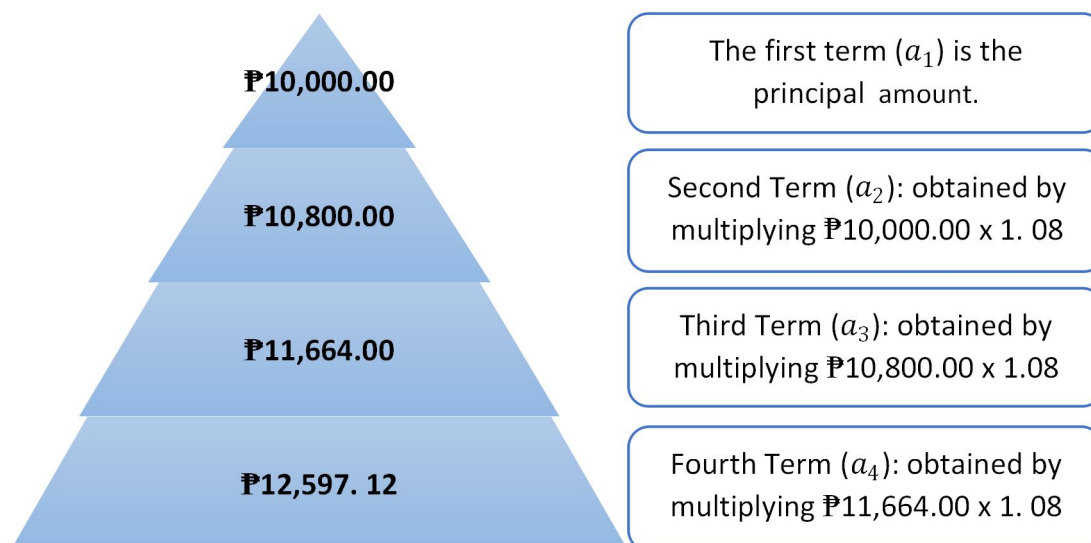 ₱10,000.00
The first term (𝑎₁) is the
principal amount.
₱10,800.00
Second Term (𝑎₂): obtained by
multiplying ₱10,000.00 x 1. 08
₱11,664.00
Third Term (𝑎₃): obtained by
multiplying ₱10,800.00 x 1.08
₱12,597. 12
Fourth Term (𝑎₄): obtained by
multiplying ₱11,664.00 x 1. 08